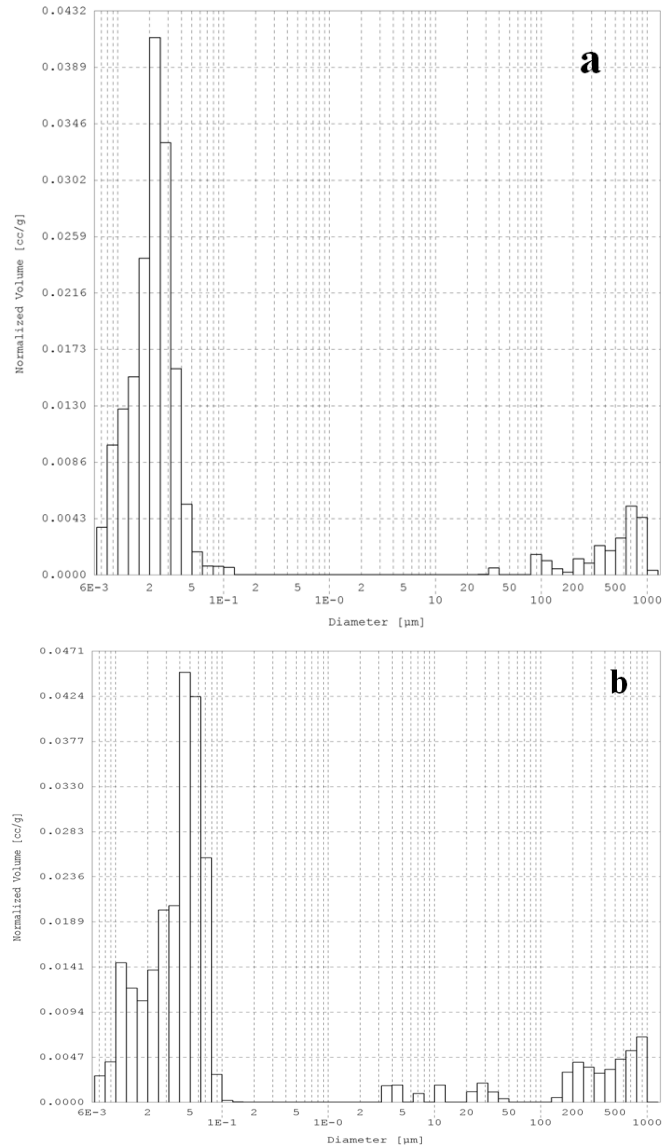 a
0.0432
0.0389
0.0346
0.0302
0.0259
0.0216
0.0173
0.0130
0.0086
0.0043
0.0000
Normalized Volume [cc/g]
6E-3 2 5 2 5 2 5 2 5 20 50 200 500
1E-1 1E-0 10 100 1000
Diameter [µm]
b
0.0471
0.0424
0.0377
0.0330
0.0283
0.0236
0.0189
0.0141
0.0094
0.0047
0.0000
Normalized Volume [cc/g]
6E-3 2 5 2 5 2 5 20 50 200 500
1E-1 1E-0 10 100 1000
Diameter [µm]